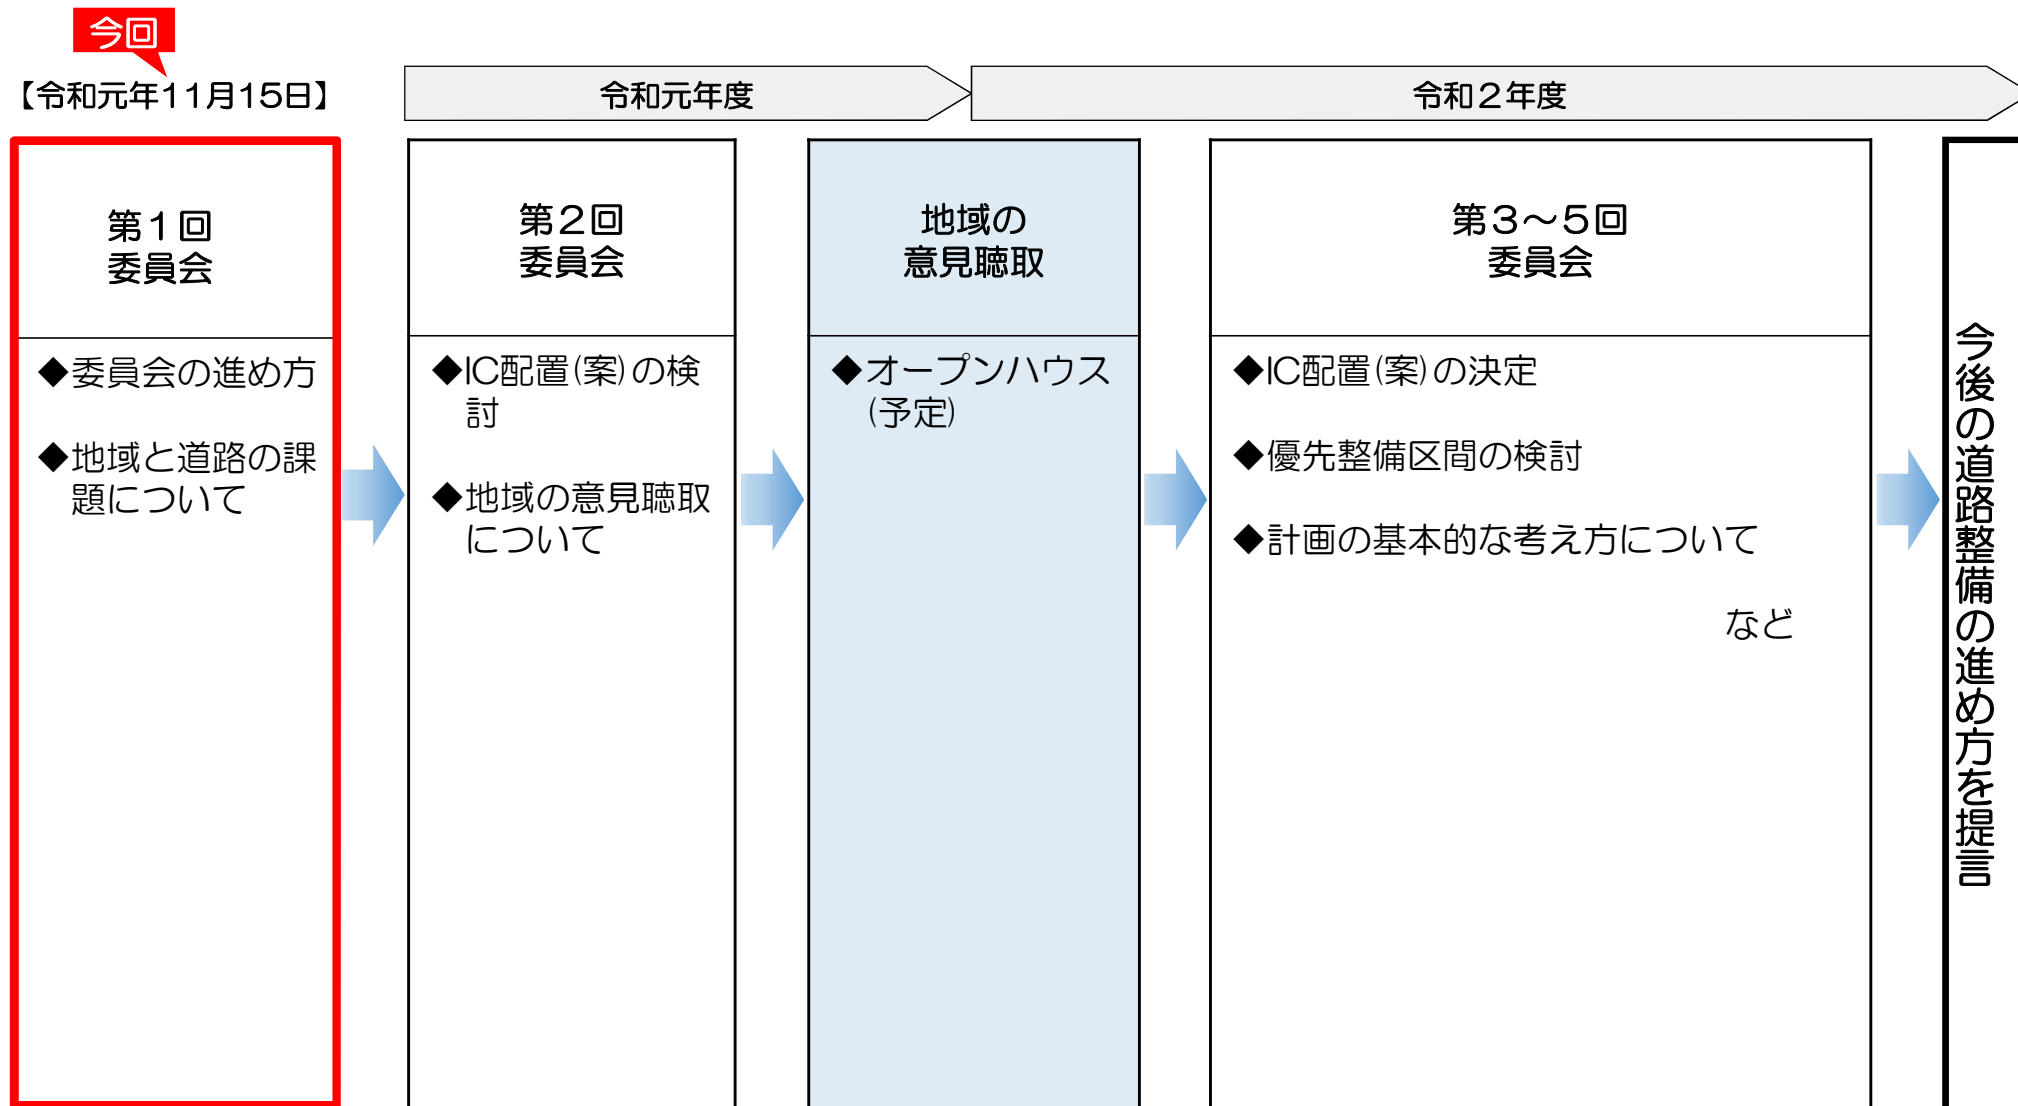 今回
【令和元年11月15日】
令和元年度
令和２年度
第１回
委員会
◆委員会の進め方
◆地域と道路の課
題について
第２回
委員会
◆IC配置(案)の検
討
◆地域の意見聴取
について
地域の
意見聴取
◆オープンハウス
(予定)
第３～５回
委員会
◆IC配置(案)の決定
◆優先整備区間の検討
◆計画の基本的な考え方について
など
今後の道路整備の進め方を提言